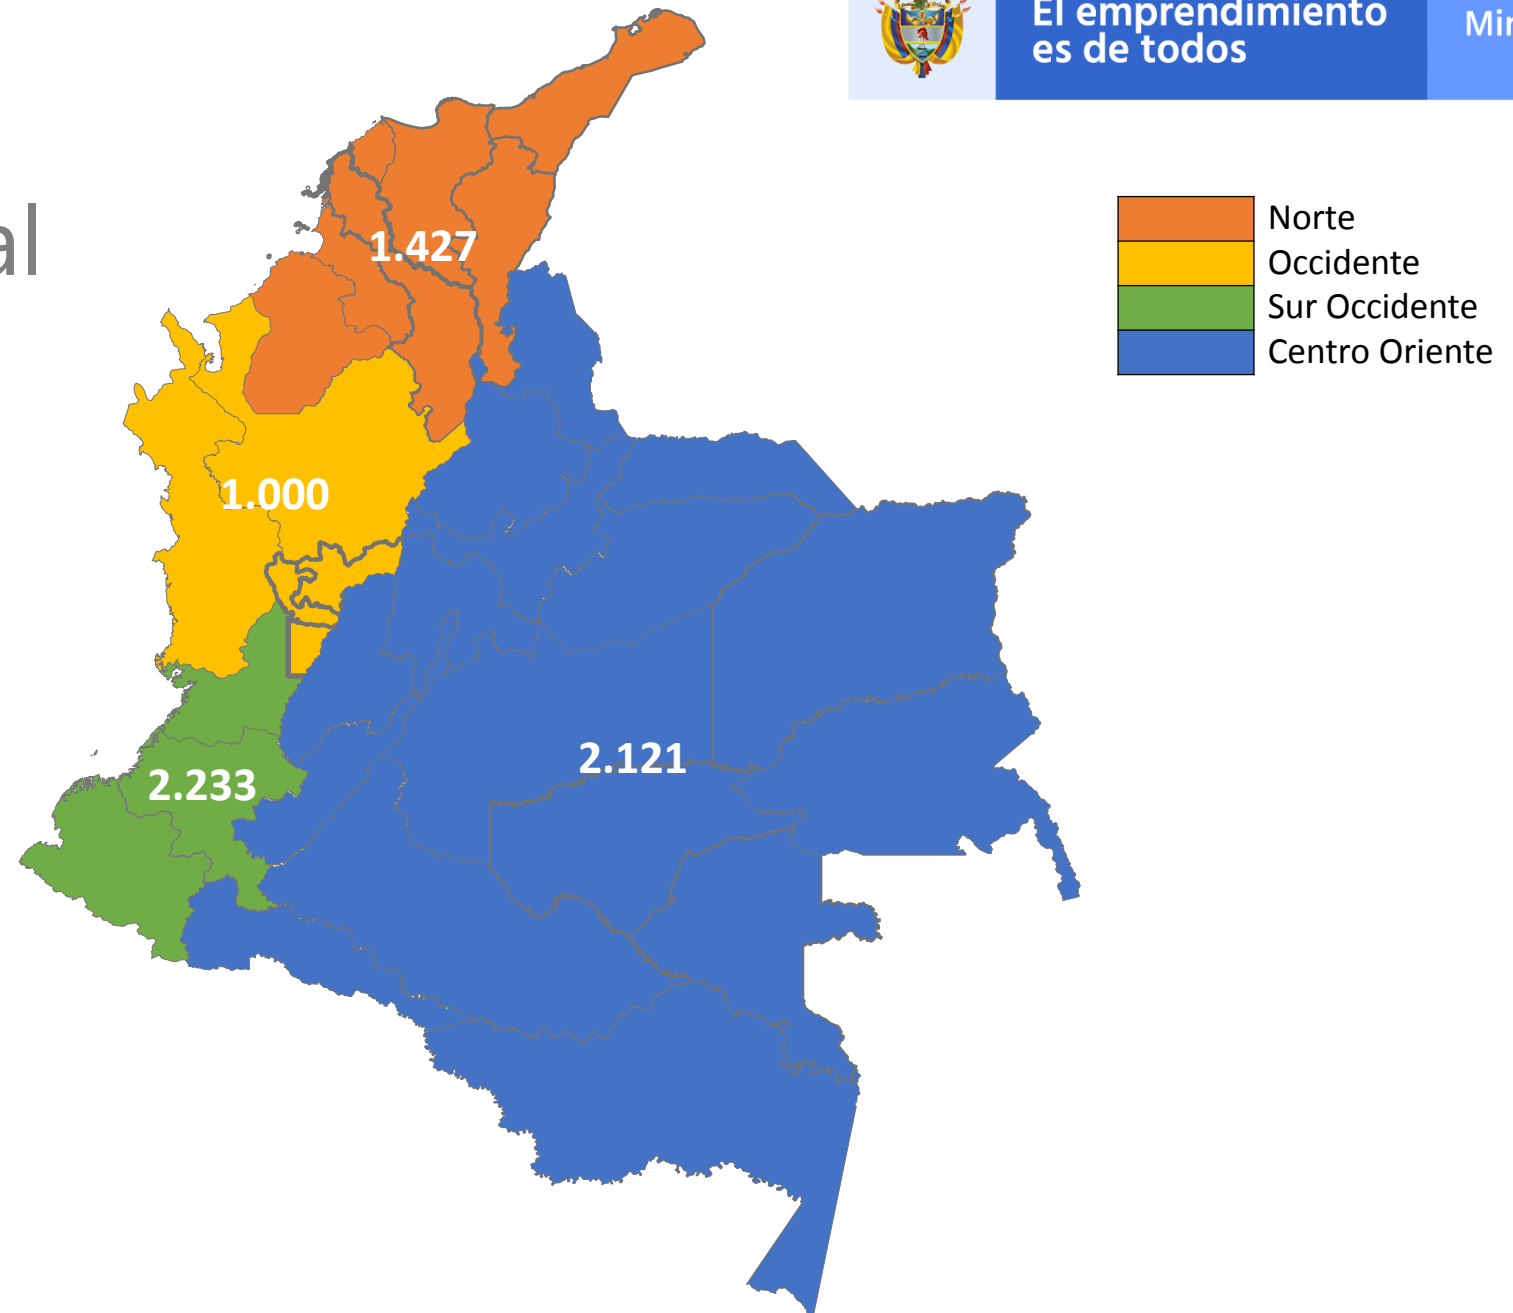 El emprendimiento
es de todos
al
Norte
Occidente
Sur Occidente
Centro Oriente
1.427
1.000
2.121
2.233